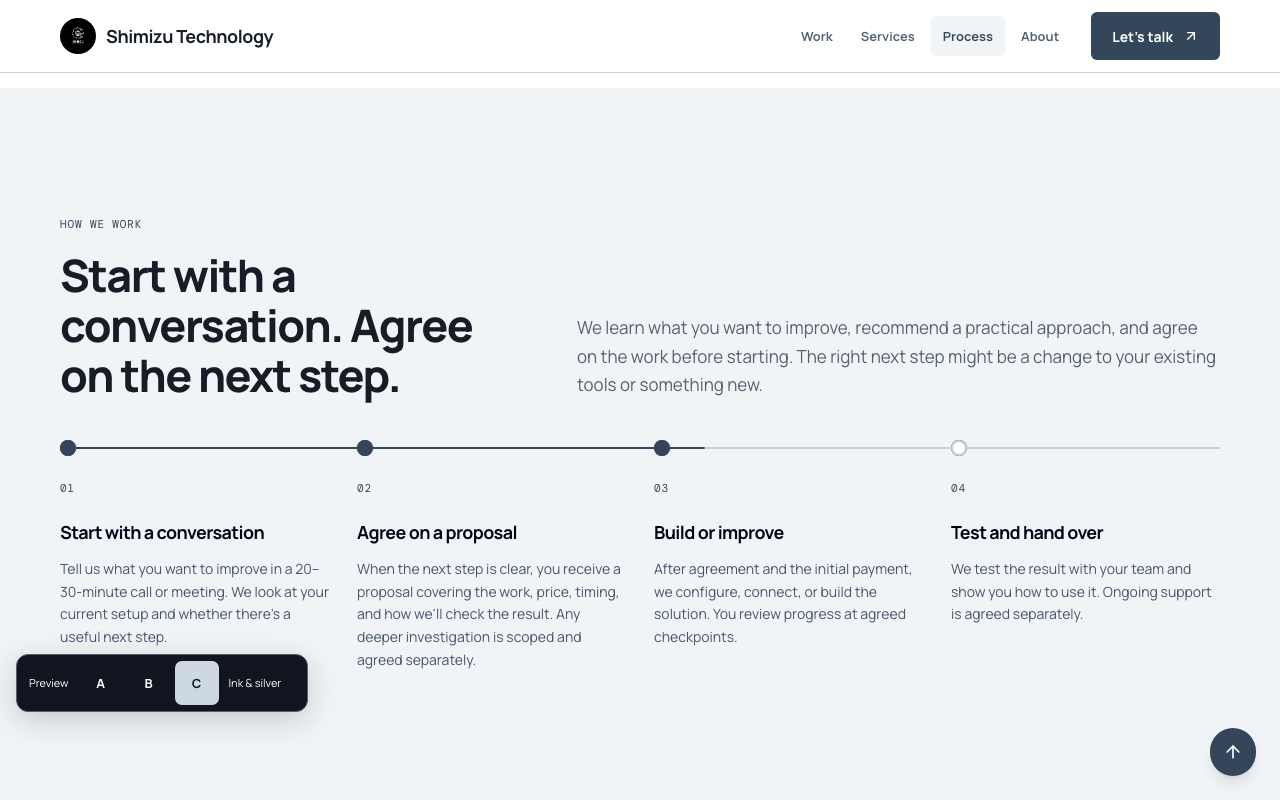 Shimizu Technology
Work
Services
Process
About
Let's talk
HOW WE WORK
Start with a
conversation. Agree
on the next step.
We learn what you want to improve, recommend a practical approach, and agree
on the work before starting. The right next step might be a change to your existing
tools or something new.
01
Start with a conversation
Tell us what you want to improve in a 20–
30-minute call or meeting. We look at your
current setup and whether there's a
useful next step.
02
Agree on a proposal
When the next step is clear, you receive a
proposal covering the work, price, timing,
and how we'll check the result. Any
deeper investigation is scoped and
agreed separately.
03
Build or improve
After agreement and the initial payment,
we configure, connect, or build the
solution. You review progress at agreed
checkpoints.
04
Test and hand over
We test the result with your team and
show you how to use it. Ongoing support
is agreed separately.
Preview
A
B
C
Ink & silver